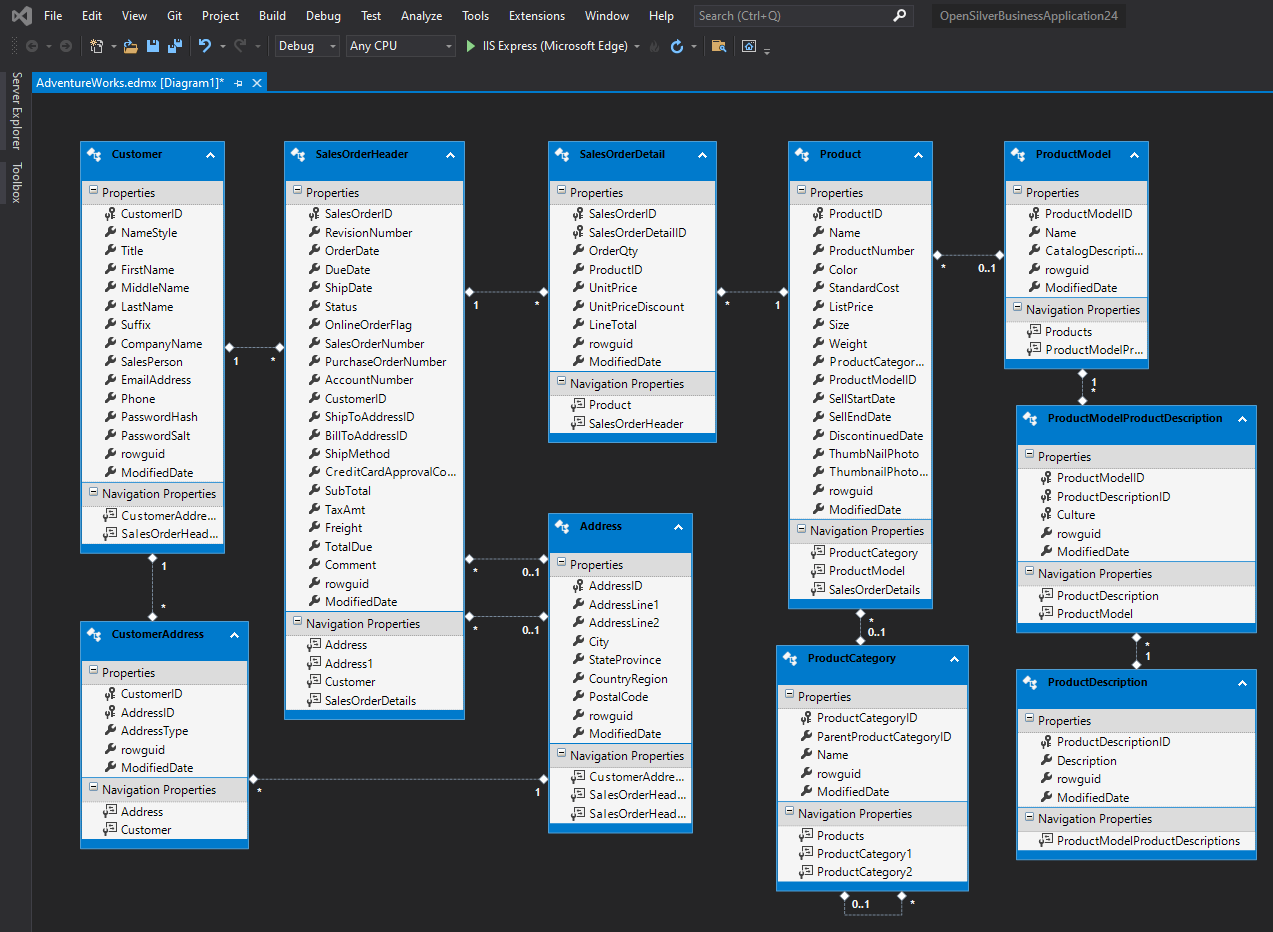 File Edit View Git Project Build Debug Test Analyze Tools Extensions Window Help Search (Ctrl+Q) OpenSilverBusinessApplication24
Debug Any CPU IIS Express (Microsoft Edge)
Server Explorer
Toolbox
AdventureWorks.edmx [Diagram1]*
Customer
Properties
CustomerID
NameStyle
Title
FirstName
MiddleName
LastName
Suffix
CompanyName
SalesPerson
EmailAddress
Phone
PasswordHash
PasswordSalt
rowguid
ModifiedDate
Navigation Properties
CustomerAddre...
SalesOrderHead...
1
*
1
*
CustomerAddress
Properties
CustomerID
AddressID
AddressType
rowguid
ModifiedDate
Navigation Properties
Address
Customer
*
1
SalesOrderHeader
Properties
SalesOrderID
RevisionNumber
OrderDate
DueDate
ShipDate
Status
OnlineOrderFlag
SalesOrderNumber
PurchaseOrderNumber
AccountNumber
CustomerID
ShipToAddressID
BillToAddressID
ShipMethod
CreditCardApprovalCo...
SubTotal
TaxAmt
Freight
TotalDue
Comment
rowguid
ModifiedDate
Navigation Properties
Address
Address1
Customer
SalesOrderDetails
1
*
*
0..1
*
0..1
SalesOrderDetail
Properties
SalesOrderID
SalesOrderDetailID
OrderQty
ProductID
UnitPrice
UnitPriceDiscount
LineTotal
rowguid
ModifiedDate
Navigation Properties
Product
SalesOrderHeader
*
1
Address
Properties
AddressID
AddressLine1
AddressLine2
City
StateProvince
CountryRegion
PostalCode
rowguid
ModifiedDate
Navigation Properties
CustomerAddre...
SalesOrderHead...
SalesOrderHead...
Product
Properties
ProductID
Name
ProductNumber
Color
StandardCost
ListPrice
Size
Weight
ProductCategor...
ProductModelID
SellStartDate
SellEndDate
DiscontinuedDate
ThumbNailPhoto
ThumbnailPhoto...
rowguid
ModifiedDate
Navigation Properties
ProductCategory
ProductModel
SalesOrderDetails
*
0..1
*
0..1
ProductCategory
Properties
ProductCategoryID
ParentProductCategoryID
Name
rowguid
ModifiedDate
Navigation Properties
Products
ProductCategory1
ProductCategory2
0..1
*
ProductModel
Properties
ProductModelID
Name
CatalogDescripti...
rowguid
ModifiedDate
Navigation Properties
Products
ProductModelPr...
1
*
ProductModelProductDescription
Properties
ProductModelID
ProductDescriptionID
Culture
rowguid
ModifiedDate
Navigation Properties
ProductDescription
ProductModel
*
1
ProductDescription
Properties
ProductDescriptionID
Description
rowguid
ModifiedDate
Navigation Properties
ProductModelProductDescriptions